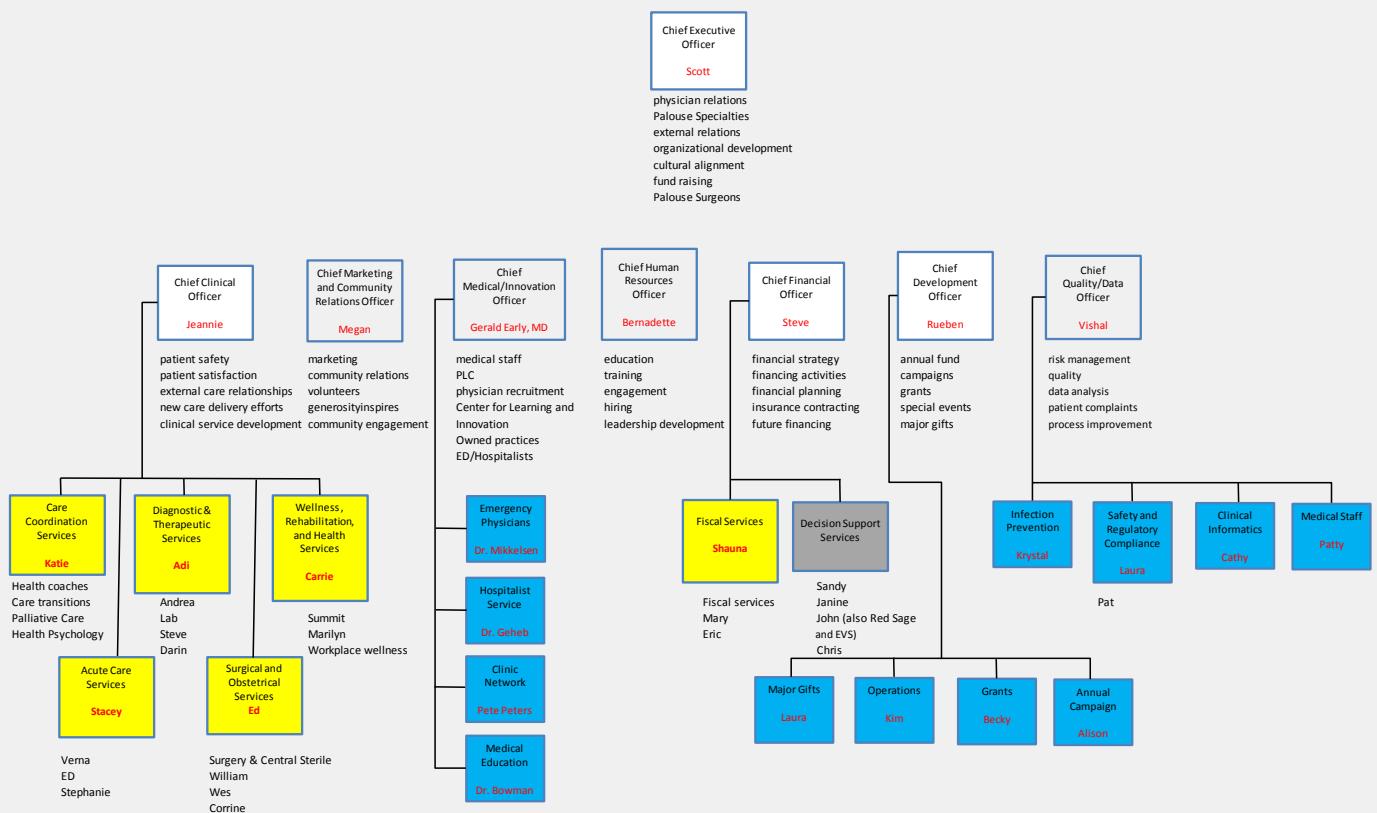 Chief Executive
Officer
Scott
physician relations
Palouse Specialties
external relations
organizational development
cultural alignment
fund raising
Palouse Surgeons
Chief Clinical
Officer
Jeannie
patient safety
patient satisfaction
external care relationships
new care delivery efforts
clinical service development
Chief Marketing
and Community
Relations Officer
Megan
marketing
community relations
volunteers
generosityinspires
community engagement
Chief
Medical/Innovation
Officer
Gerald Early, MD
medical staff
PLC
physician recruitment
Center for Learning and
Innovation
Owned practices
ED/Hospitalists
Chief Human
Resources
Officer
Bernadette
education
training
engagement
hiring
leadership development
Chief Financial
Officer
Steve
financial strategy
financing activities
financial planning
insurance contracting
future financing
Chief
Development
Officer
Rueben
annual fund
campaigns
grants
special events
major gifts
Chief
Quality/Data
Officer
Vishal
risk management
quality
data analysis
patient complaints
process improvement
Care
Coordination
Services
Katie
Health coaches
Care transitions
Palliative Care
Health Psychology
Diagnostic &
Therapeutic
Services
Adi
Andrea
Lab
Steve
Darin
Wellness,
Rehabilitation,
and Health
Services
Carrie
Summit
Marilyn
Workplace wellness
Acute Care
Services
Stacey
Verna
ED
Stephanie
Surgical and
Obstetrical
Services
Ed
Surgery & Central Sterile
William
Wes
Corrine
Emergency
Physicians
Dr. Mikkelsen
Hospitalist
Service
Dr. Geheb
Clinic
Network
Pete Peters
Medical
Education
Dr. Bowman
Fiscal Services
Shauna
Fiscal services
Mary
Eric
Decision Support
Services
Sandy
Janine
John (also Red Sage
and EVS)
Chris
Major Gifts
Laura
Operations
Kim
Grants
Becky
Annual
Campaign
Alison
Infection
Prevention
Krystal
Safety and
Regulatory
Compliance
Laura
Pat
Clinical
Informatics
Cathy
Medical Staff
Patty